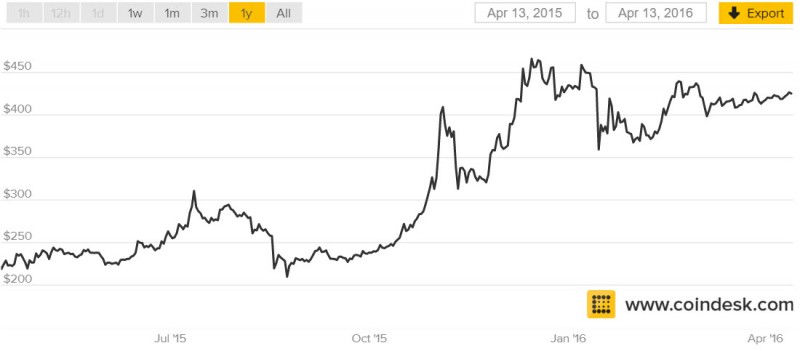 1h 12h 1d 1w 1m 3m 1y All Apr 13, 2015 to Apr 13, 2016 Export
$450
$400
$350
$300
$250
$200
www.coindesk.com
Jul '15 Oct '15 Jan '16 Apr '16